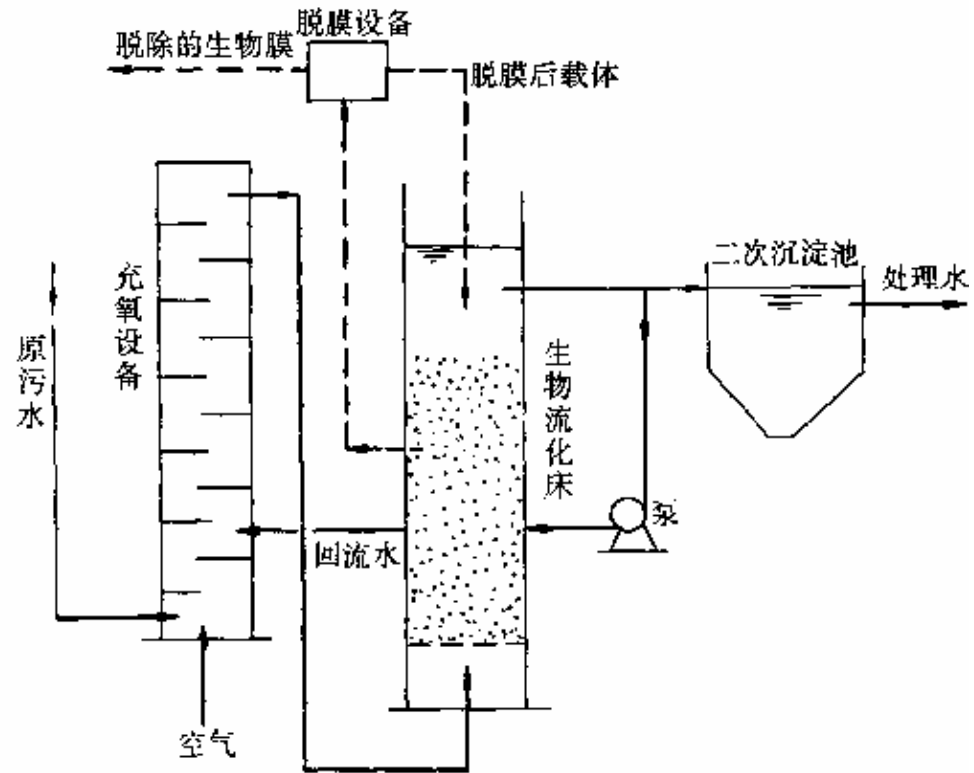 脱膜设备
脱除的生物膜
脱膜后载体
二次沉淀池
处理水
充氧设备
原污水
生物流化床
泵
回流水
空气